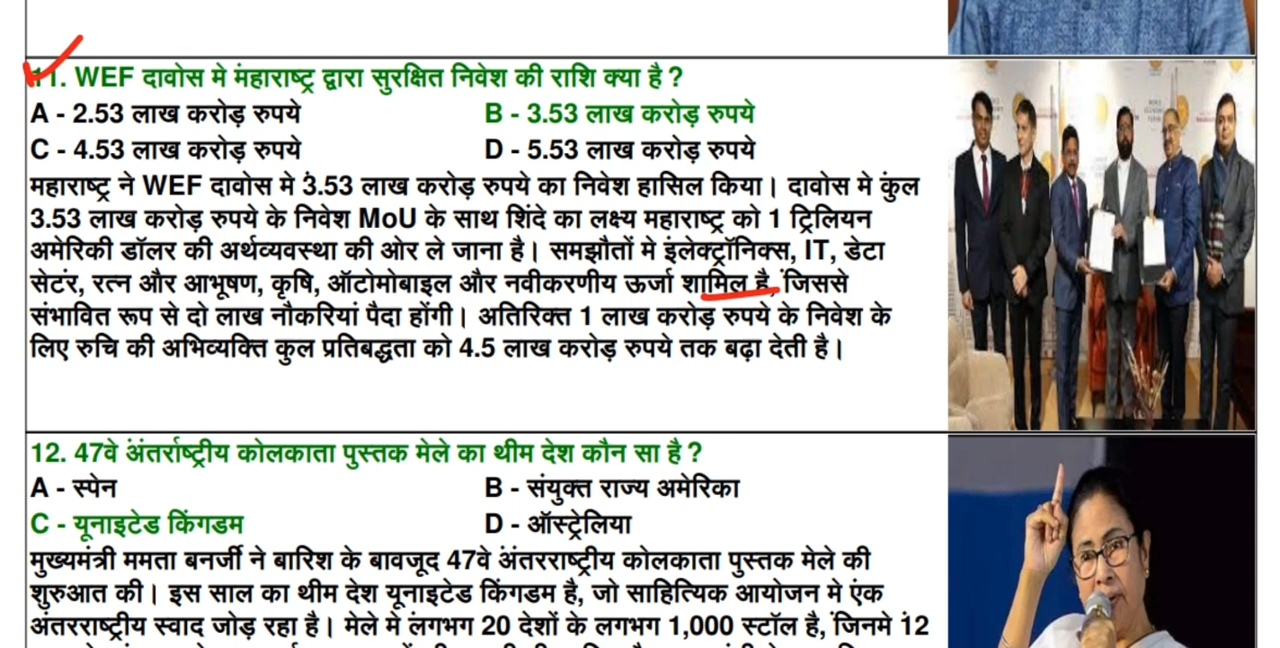 11. WEF दावोस मे मंहाराष्ट्र द्वारा सुरक्षित निवेश की राशि क्या है ?
A - 2.53 लाख करोड़ रुपये
B - 3.53 लाख करोड़ रुपये
C - 4.53 लाख करोड़ रुपये
D - 5.53 लाख करोड़ रुपये
महाराष्ट्र ने WEF दावोस मे 3.53 लाख करोड़ रुपये का निवेश हासिल किया। दावोस मे कुंल
3.53 लाख करोड़ रुपये के निवेश MoU के साथ शिंदे का लक्ष्य महाराष्ट्र को 1 ट्रिलियन
अमेरिकी डॉलर की अर्थव्यवस्था की ओर ले जाना है। समझौतों मे इंलेक्ट्रॉनिक्स, IT, डेटा
सेटंर, रत्न और आभूषण, कृषि, ऑटोमोबाइल और नवीकरणीय ऊर्जा शामिल है, जिंससे
संभावित रूप से दो लाख नौकरियां पैदा होंगी। अतिरिक्त 1 लाख करोड़ रुपये के निवेश के
लिए रुचि की अभिव्यक्ति कुल प्रतिबद्धता को 4.5 लाख करोड़ रुपये तक बढ़ा देती है।
12. 47वे अंंतर्राष्ट्रीय कोलकाता पुस्तक मेले का थीम देश कौन सा है ?
A - स्पेन
B - संयुक्त राज्य अमेरिका
C - यूनाइटेड किंगडम
D - ऑस्ट्रेलिया
मुख्यमंत्री ममता बनर्जी ने बारिश के बावजूद 47वे अंंतरराष्ट्रीय कोलकाता पुस्तक मेले की
शुरुआत की। इस साल का थीम देश यूनाइटेड किंगडम है, जो साहित्यिक आयोजन मे एंक
अंतरराष्ट्रीय स्वाद जोड़ रहा है। मेले मे लंगभग 20 देशों के लगभग 1,000 स्टॉल है, जिंनमे 12